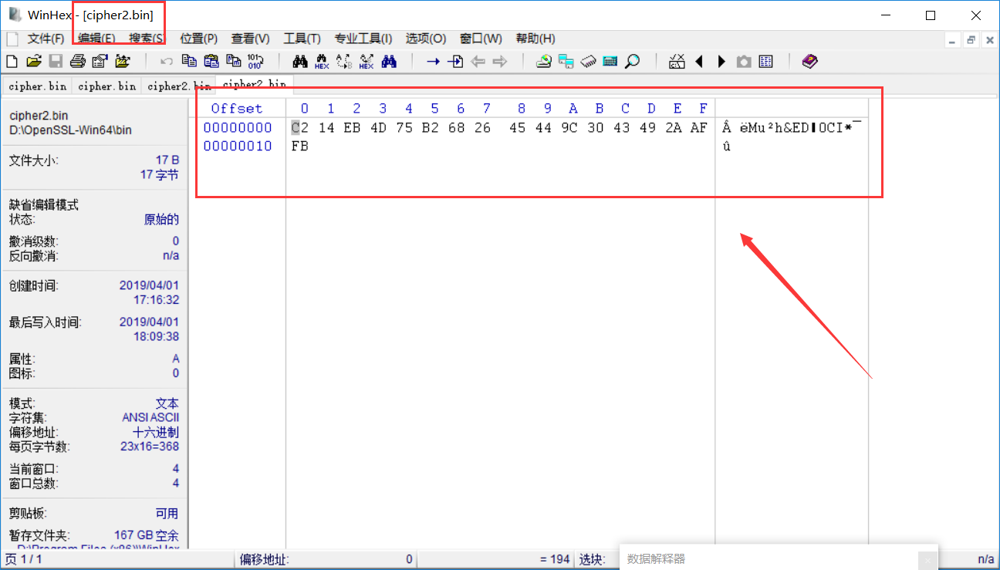 WinHex - [cipher2.bin]
文件(F) 编辑(E) 搜索(S) 位置(P) 查看(V) 工具(T) 专业工具(I) 选项(O) 窗口(W) 帮助(H)
cipher.bin cipher.bin cipher2.bin cipher2.bin
cipher2.bin
D:\OpenSSL-Win64\bin
文件大小: 17 B
17 字节
缺省编辑模式
状态: 原始的
撤消级数: 0
反向撤消: n/a
创建时间: 2019/04/01
17:16:32
最后写入时间: 2019/04/01
18:09:38
属性: A
图标: 0
模式: 文本
字符集: ANSI ASCII
偏移地址: 十六进制
每页字节数: 23x16=368
当前窗口: 4
窗口总数: 4
剪贴板: 可用
暂存文件夹: 167 GB 空余
D:\Program Files (x86)\WinHex
Offset 0 1 2 3 4 5 6 7 8 9 A B C D E F
00000000 C2 14 EB 4D 75 B2 68 26 45 44 9C 30 43 49 2A AF Â ëMu²h&ED 0CI*¯
00000010 FB û
页 1 / 1 偏移地址: 0 = 194 选块: n/a
数据解释器